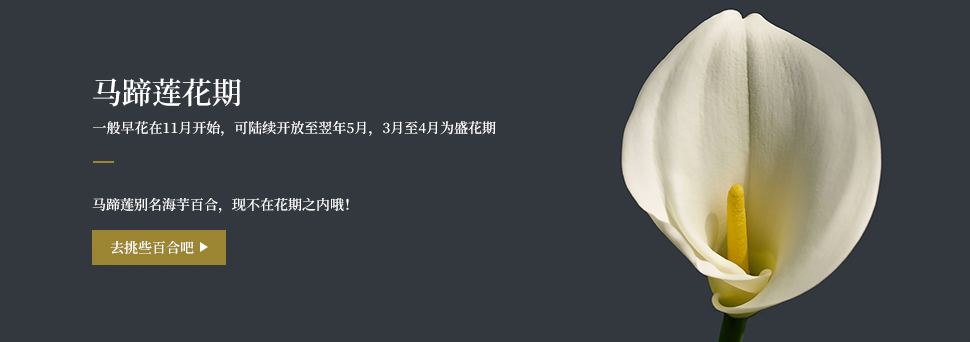 马蹄莲花期
一般早花在11月开始，可陆续开放至翌年5月，3月至4月为盛花期
马蹄莲别名海芋百合，现不在花期之内哦！
去挑些百合吧